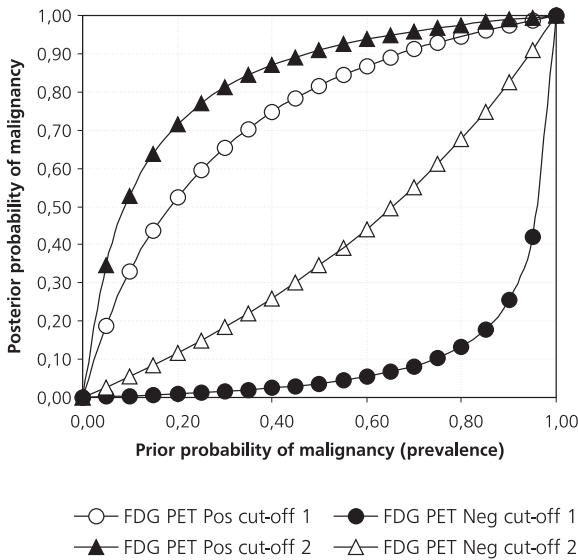 1,00
0,90
0,80
0,70
0,60
0,50
0,40
0,30
0,20
0,10
0,00
Posterior probability of malignancy
0,00 0,20 0,40 0,60 0,80 1,00
Prior probability of malignancy (prevalence)
FDG PET Pos cut-off 1 FDG PET Neg cut-off 1
FDG PET Pos cut-off 2 FDG PET Neg cut-off 2